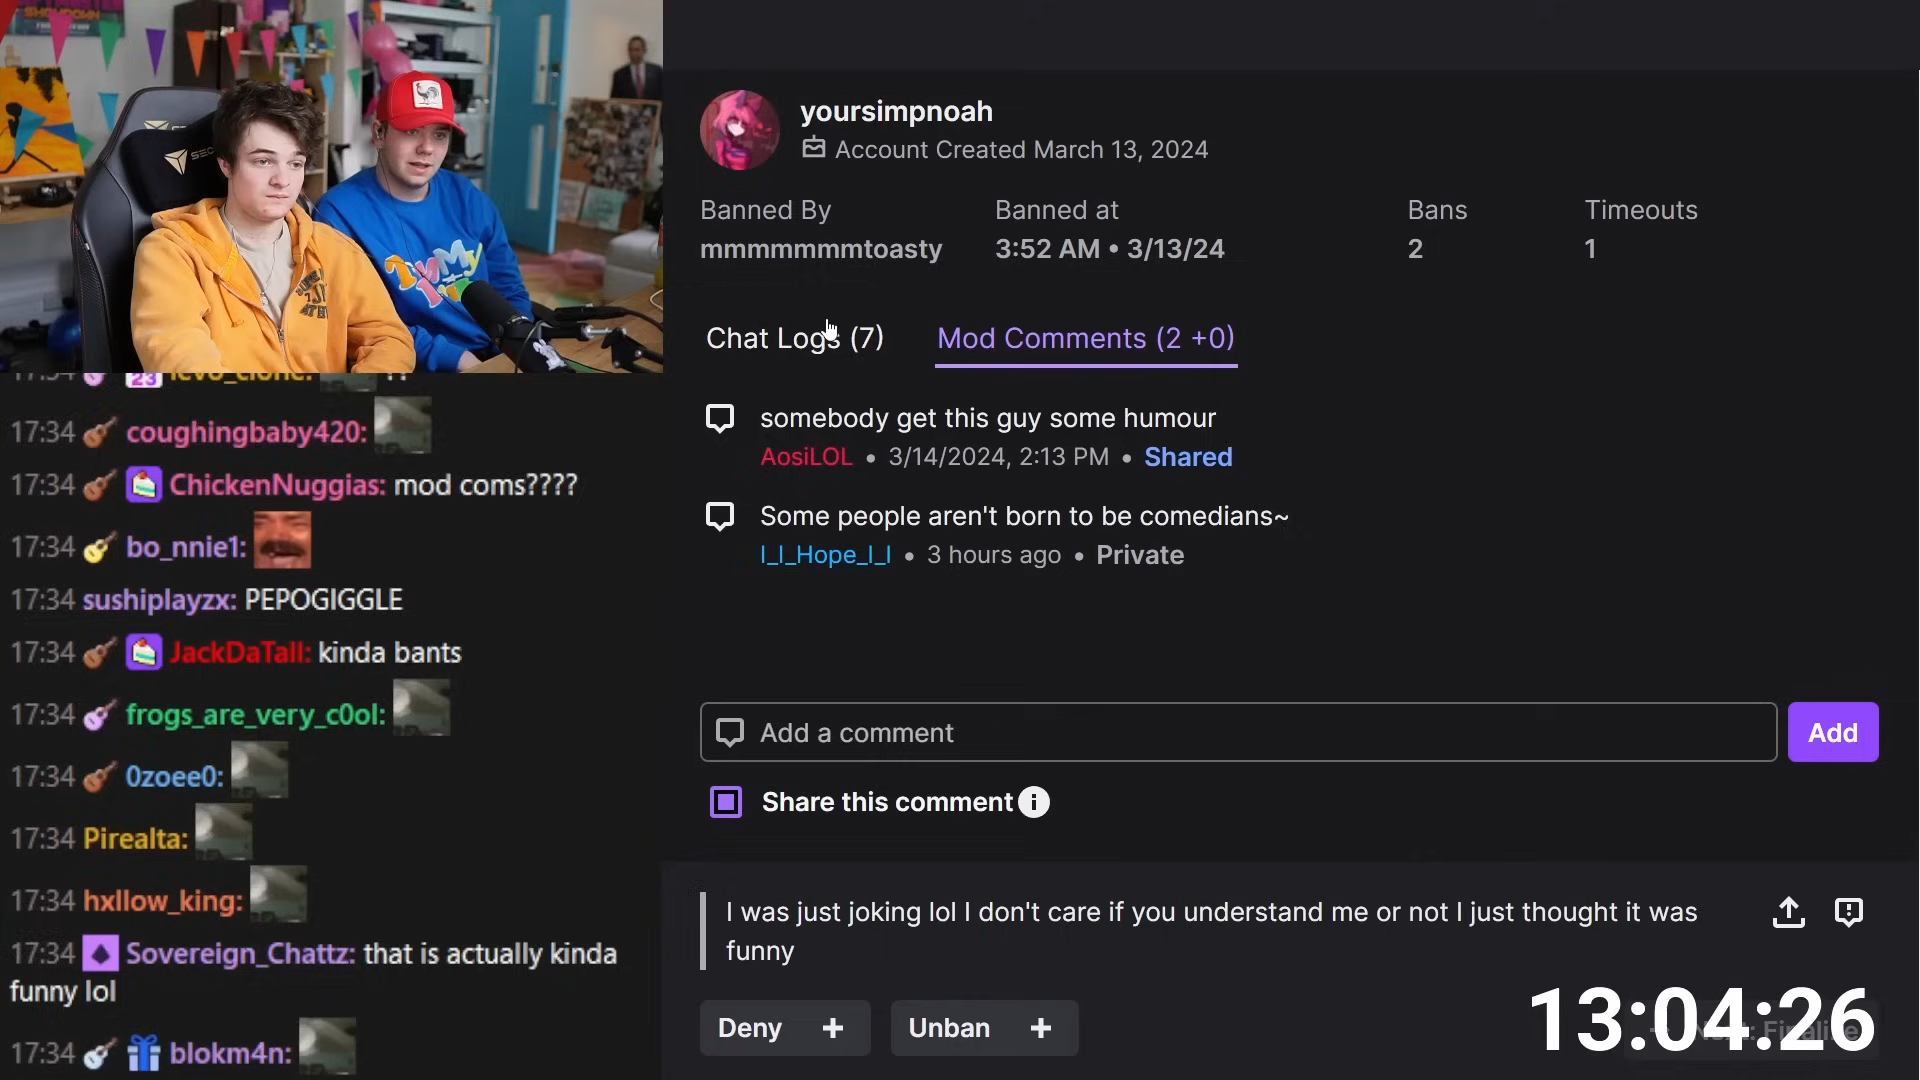 SHOWDOWN
yoursimpnoah
Account Created March 13, 2024
Banned By
Banned at
Bans
Timeouts
mmmmmmmtoasty
3:52 AM • 3/13/24
2
1
Chat Logs (7)
Mod Comments (2 +0)
somebody get this guy some humour
AosiLOL • 3/14/2024, 2:13 PM • Shared
Some people aren't born to be comedians~
I_I_Hope_I_I • 3 hours ago • Private
Add a comment
Add
Share this comment
I was just joking lol I don't care if you understand me or not I just thought it was
funny
Deny +
Unban +
13:04:26
17:34 23
17:34 coughingbaby420:
17:34 ChickenNuggias: mod coms????
17:34 bo_nnie1:
17:34 sushiplayzx: PEPOGIGGLE
17:34 JackDaTall: kinda bants
17:34 frogs_are_very_c0ol:
17:34 0zoee0:
17:34 Pirealta:
17:34 hxllow_king:
17:34 Sovereign_Chattz: that is actually kinda
funny lol
17:34 blokm4n: